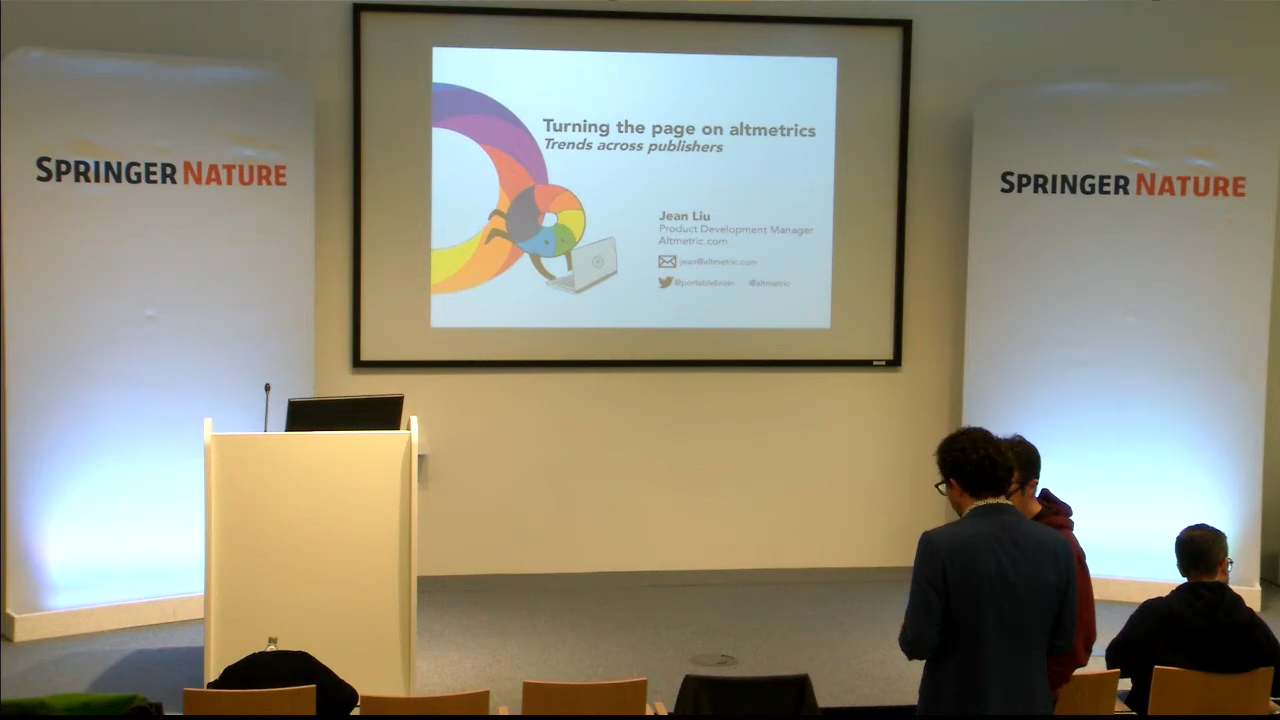 SPRINGER NATURE
Turning the page on altmetrics
Trends across publishers
Jean Liu
Product Development Manager
Altmetric.com
jean@altmetric.com
@portablebrain @altmetric
SPRINGER NATURE